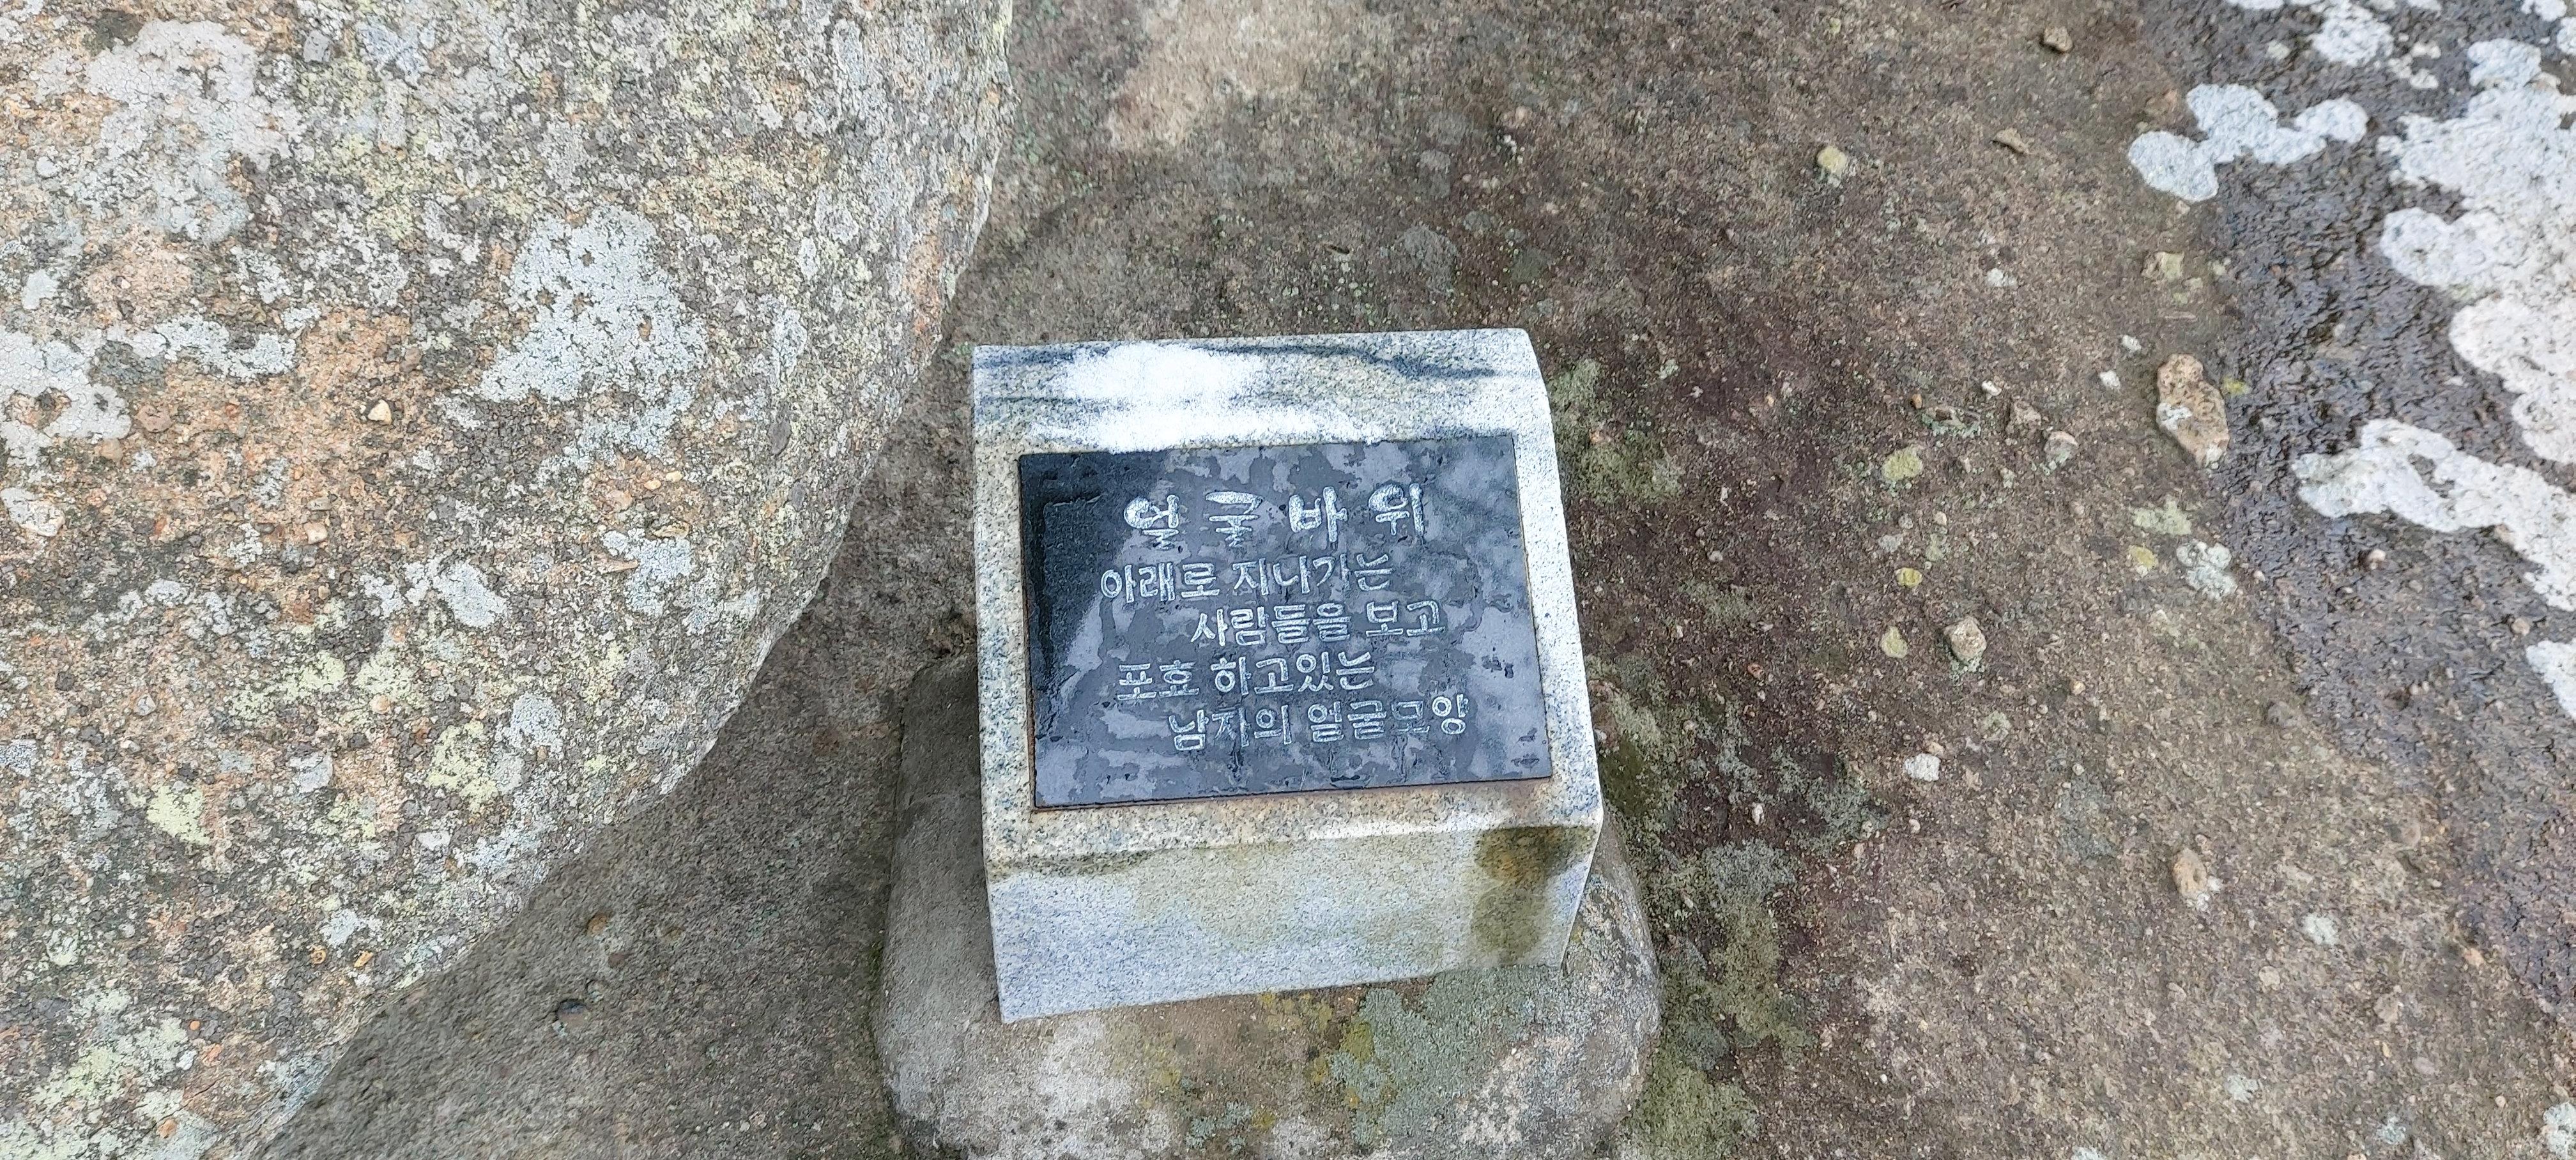 얼굴바위
아래로 지나가는
사람들을 보고
포효 하고있는
남자의 얼굴모양